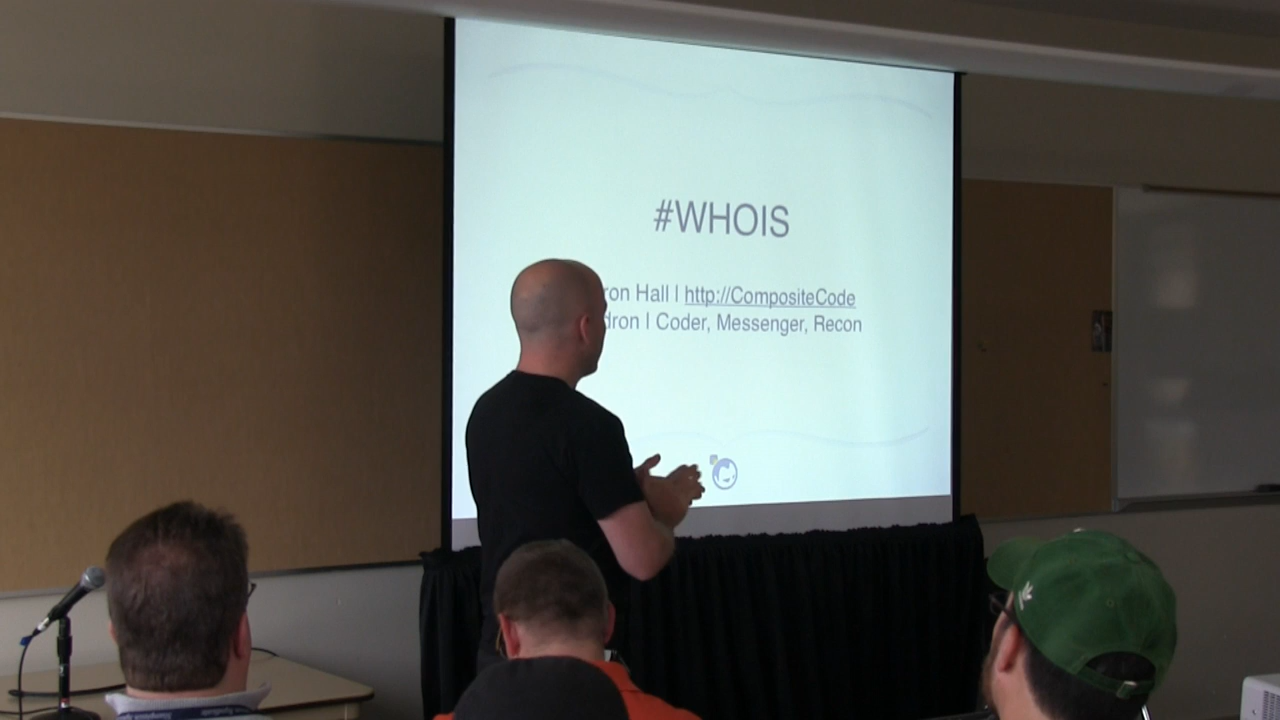 #WHOIS
ron Hall | http://CompositeCode
dron | Coder, Messenger, Recon